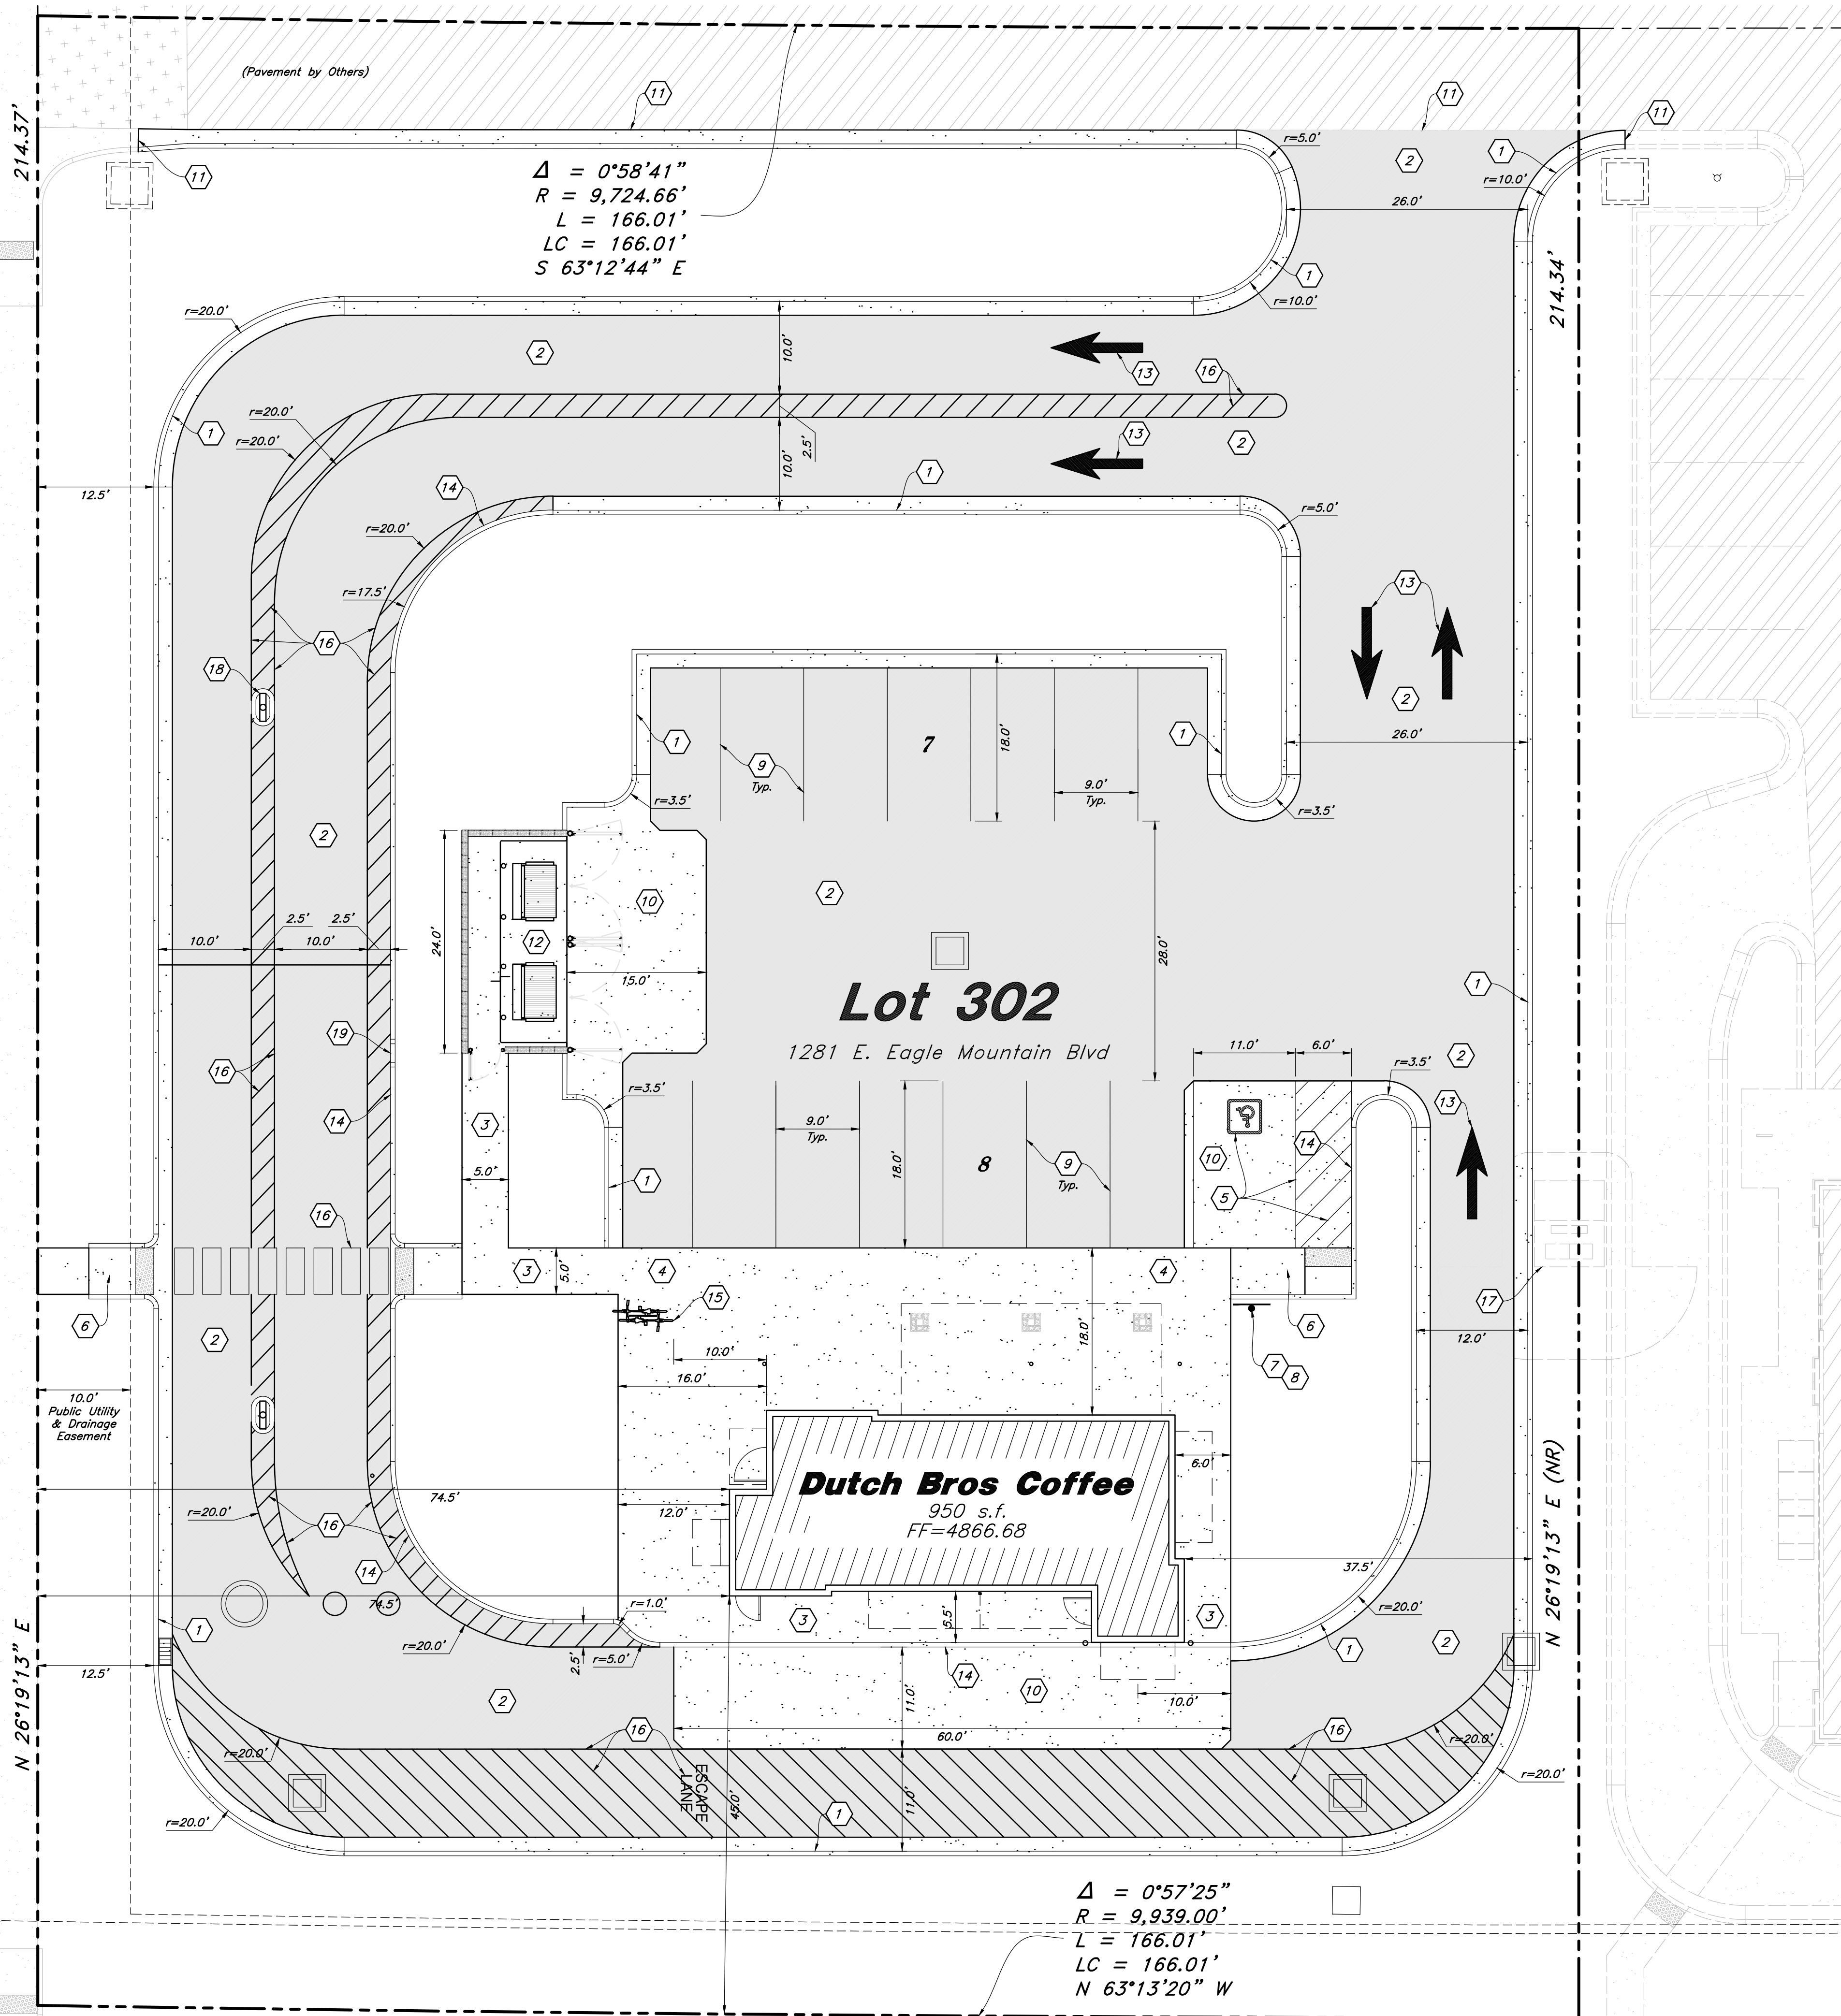 (Pavement by Others)
11
11
11
11
214.37'
Δ = 0°58'41"
R = 9,724.66'
L = 166.01'
LC = 166.01'
S 63°12'44" E
r=5.0'
2
1
r=10.0'
26.0'
1
r=10.0'
214.34'
r=20.0'
2
10.0'
13
16
1
r=20.0'
r=20.0'
2.5'
10.0'
13
2
12.5'
14
1
r=20.0'
r=5.0'
r=17.5'
13
16
18
2
1
7
18.0'
1
26.0'
9
Typ.
9.0'
Typ.
r=3.5'
r=3.5'
2
24.0'
10
2
28.0'
2.5'
2.5'
10.0'
10.0'
12
15.0'
1
Lot 302
1281 E. Eagle Mountain Blvd
19
16
14
3
r=3.5'
11.0'
6.0'
r=3.5'
2
13
9.0'
Typ.
18.0'
8
9
Typ.
10
14
5.0'
1
5
16
3
5.0'
4
4
6
2
15
18.0'
6
17
12.0'
7
8
10.0'
16.0'
10.0'
Public Utility
& Drainage
Easement
Dutch Bros Coffee
950 s.f.
FF=4866.68
6.0'
74.5'
12.0'
r=20.0'
16
14
37.5'
74.5'
r=1.0'
3
5.5'
3
r=20.0'
1
r=20.0'
2.5'
r=5.0'
1
2
12.5'
14
N 26°19'13" E
N 26°19'13" E (NR)
2
11.0'
10
10.0'
60.0'
16
16
r=20.0'
r=20.0'
ESCAPE
LANE
45.0'
11.0'
1
r=20.0'
r=20.0'
Δ = 0°57'25"
R = 9,939.00'
L = 166.01'
LC = 166.01'
N 63°13'20" W